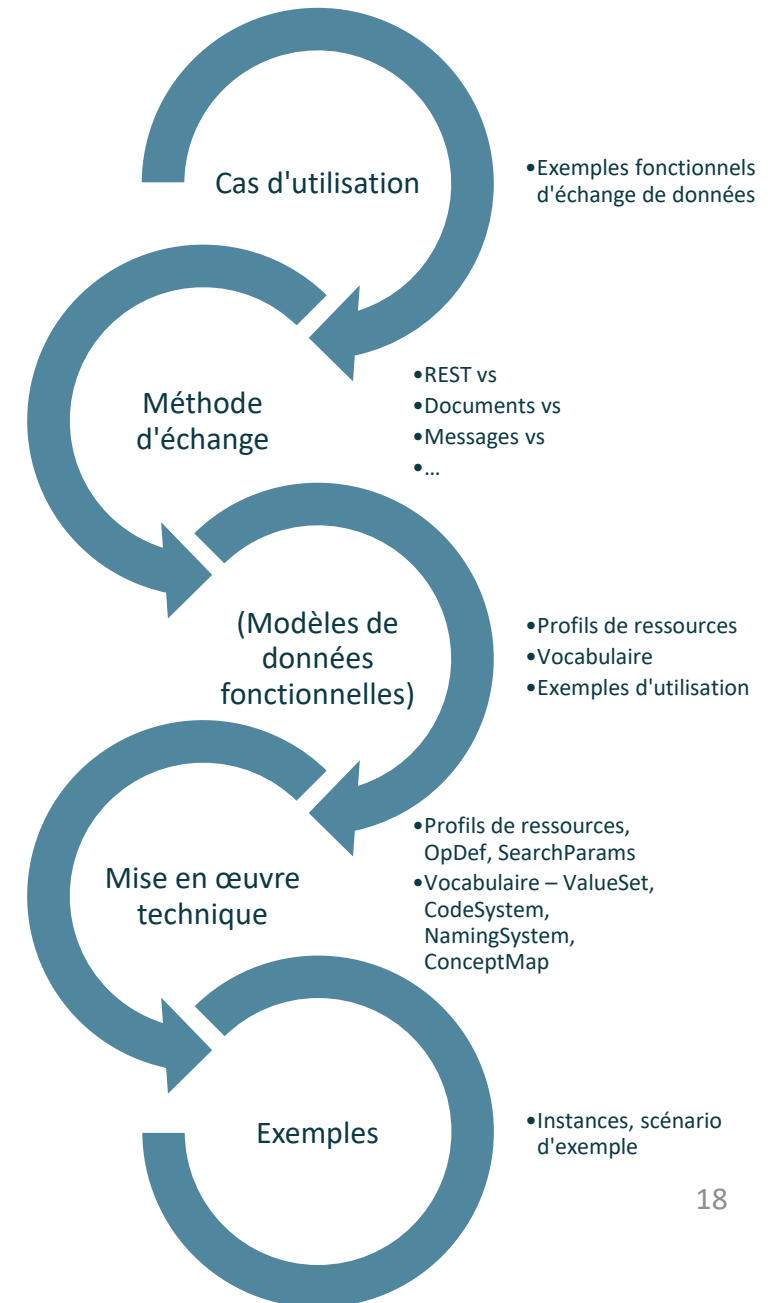 Cas d'utilisation
•Exemples fonctionnels
d'échange de données
Méthode
d'échange
•REST vs
•Documents vs
•Messages vs
•…
(Modèles de
données
fonctionnelles)
•Profils de ressources
•Vocabulaire
•Exemples d'utilisation
Mise en œuvre
technique
•Profils de ressources,
OpDef, SearchParams
•Vocabulaire – ValueSet,
CodeSystem,
NamingSystem,
ConceptMap
Exemples
•Instances, scénario
d'exemple
18